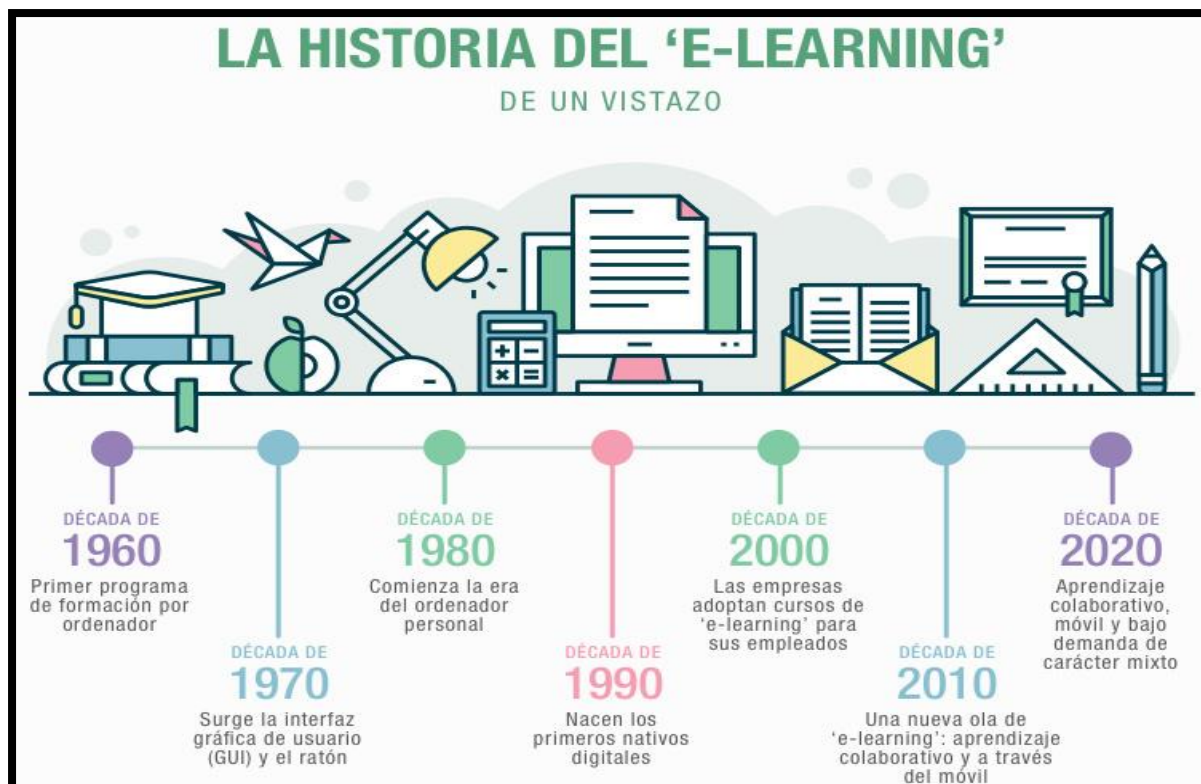 LA HISTORIA DEL ‘E-LEARNING’
DE UN VISTAZO
DÉCADA DE
1960
Primer programa
de formación por
ordenador
DÉCADA DE
1970
Surge la interfaz
gráfica de usuario
(GUI) y el ratón
DÉCADA DE
1980
Comienza la era
del ordenador
personal
DÉCADA DE
1990
Nacen los
primeros nativos
digitales
DÉCADA DE
2000
Las empresas
adoptan cursos de
‘e-learning’ para
sus empleados
DÉCADA DE
2010
Una nueva ola de
‘e-learning’: aprendizaje
colaborativo y a través
del móvil
DÉCADA DE
2020
Aprendizaje
colaborativo,
móvil y bajo
demanda de
carácter mixto